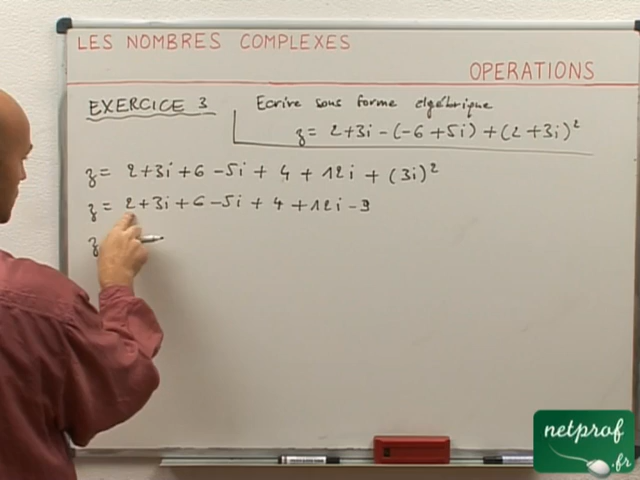 LES NOMBRES COMPLEXES
OPERATIONS
EXERCICE 3 Ecrire sous forme algébrique
z = 2+3i - (-6+5i) + (2+3i)²
z = 2+3i+6-5i + 4 + 12i + (3i)²
z = 2+3i+6-5i + 4 +12i - 9
z
netprof
.fr